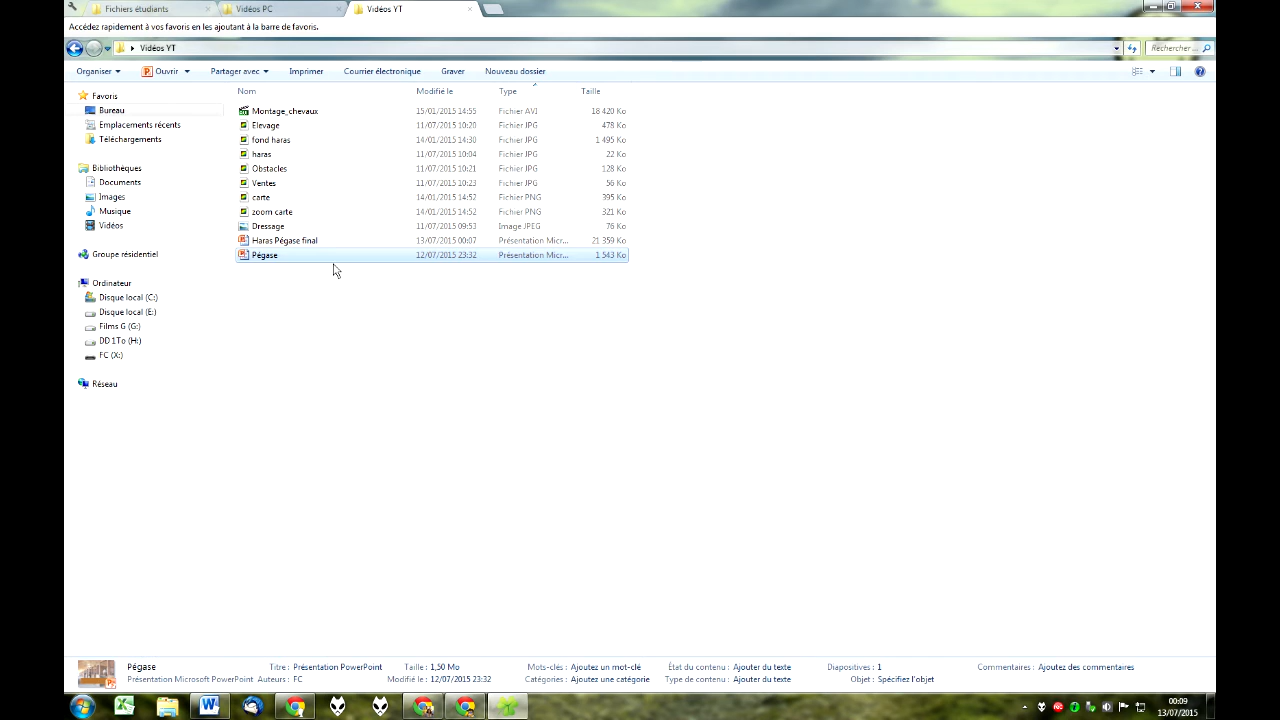 Fichiers étudiants Vidéos PC Vidéos YT
Accédez rapidement à vos favoris en les ajoutant à la barre de favoris.
Vidéos YT Rechercher ...
Organiser Ouvrir Partager avec Imprimer Courrier électronique Graver Nouveau dossier
Nom Modifié le Type Taille
Favoris
Bureau
Emplacements récents
Téléchargements
Bibliothèques
Documents
Images
Musique
Vidéos
Groupe résidentiel
Ordinateur
Disque local (C:)
Disque local (E:)
Films G (G:)
DD 1To (H:)
FC (X:)
Réseau
Montage_chevaux 15/01/2015 14:55 Fichier AVI 18 420 Ko
Elevage 11/07/2015 10:20 Fichier JPG 478 Ko
fond haras 14/01/2015 14:30 Fichier JPG 1 495 Ko
haras 11/07/2015 10:04 Fichier JPG 22 Ko
Obstacles 11/07/2015 10:21 Fichier JPG 128 Ko
Ventes 11/07/2015 10:23 Fichier JPG 56 Ko
carte 14/01/2015 14:52 Fichier PNG 395 Ko
zoom carte 14/01/2015 14:52 Fichier PNG 321 Ko
Dressage 11/07/2015 09:53 Image JPEG 76 Ko
Haras Pégase final 13/07/2015 00:07 Présentation Micr... 21 359 Ko
Pégase 12/07/2015 23:32 Présentation Micr... 1 543 Ko
Pégase Titre : Présentation PowerPoint Taille : 1,50 Mo Mots-clés : Ajoutez un mot-clé État du contenu : Ajouter du texte Diapositives : 1 Commentaires : Ajoutez des commentaires
Présentation Microsoft PowerPoint Auteurs : FC Modifié le : 12/07/2015 23:32 Catégories : Ajoutez une catégorie Type de contenu : Ajouter du texte Objet : Spécifiez l'objet
00:09
13/07/2015